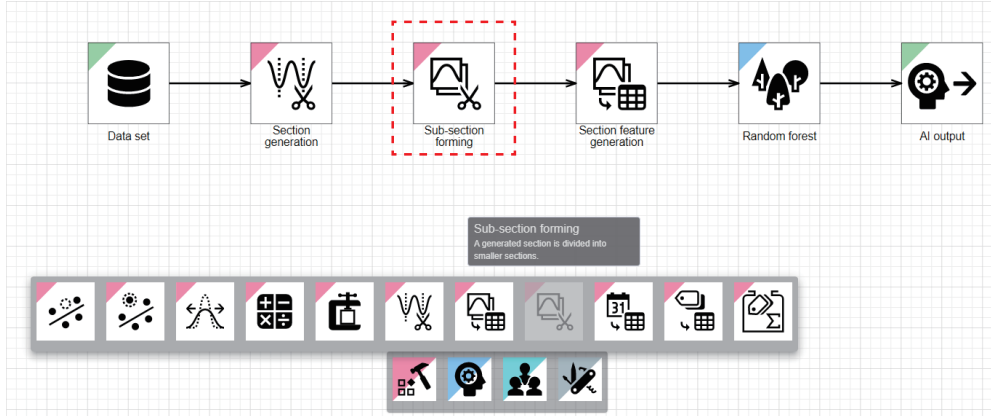 Data set
Section
generation
Sub-section
forming
Section feature
generation
Random forest
AI output
Sub-section forming
A generated section is divided into
smaller sections.
31